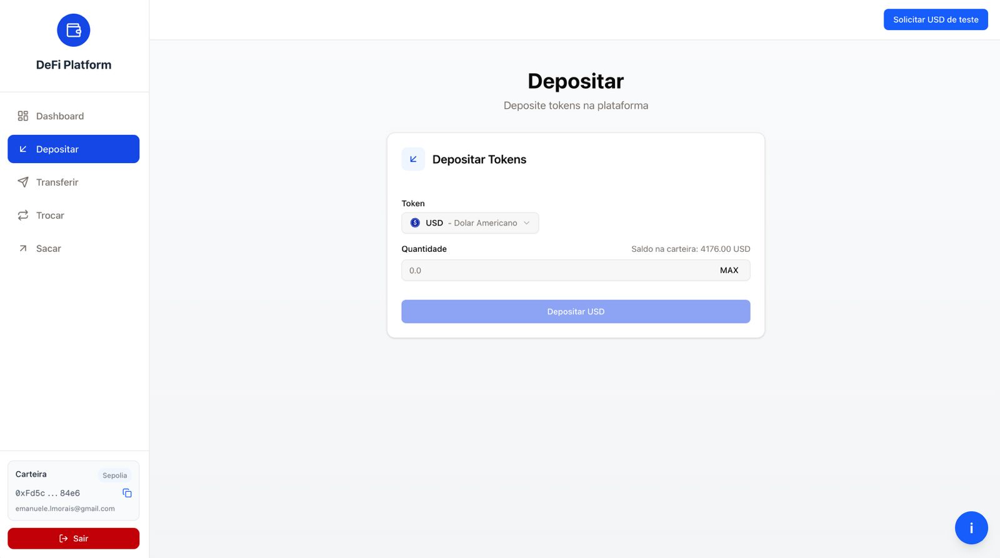 DeFi Platform
Dashboard
Depositar
Transferir
Trocar
Sacar
Carteira
Sepolia
0xFd5c ... 84e6
emanuele.lmorais@gmail.com
Sair
Solicitar USD de teste
Depositar
Deposite tokens na plataforma
Depositar Tokens
Token
$ USD - Dolar Americano
Quantidade Saldo na carteira: 4176.00 USD
0.0 MAX
Depositar USD
i